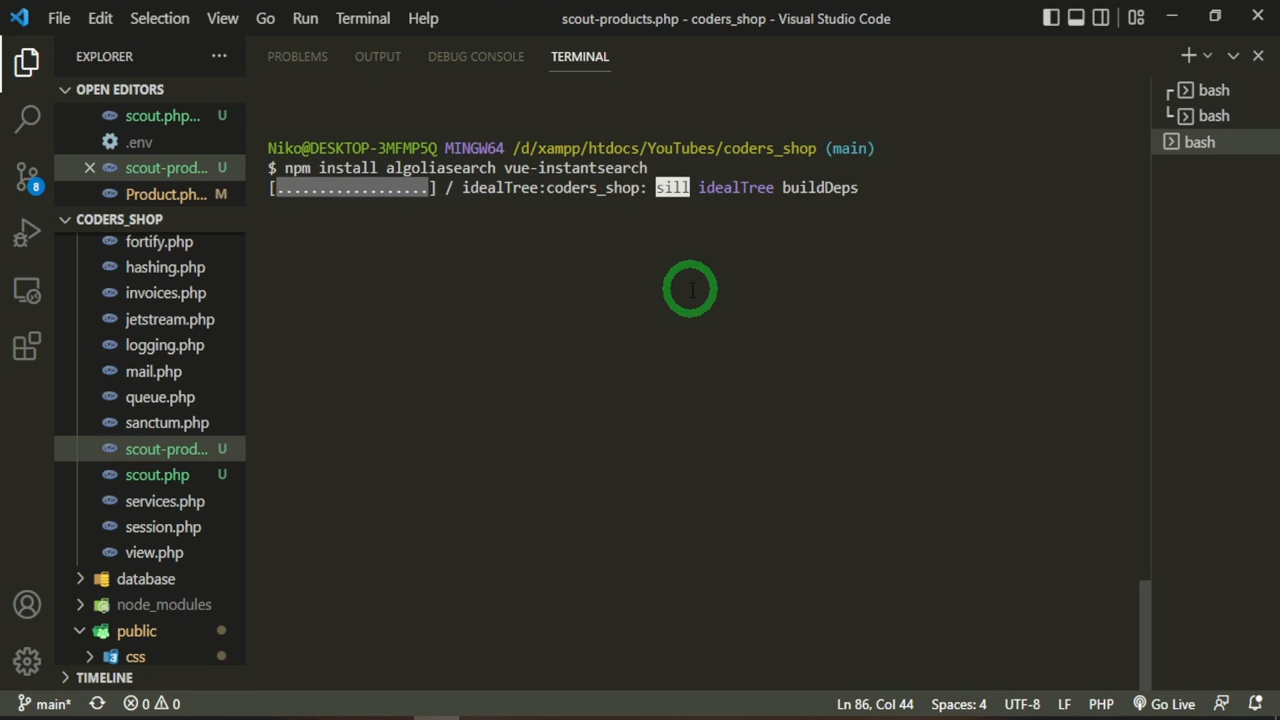 File Edit Selection View Go Run Terminal Help scout-products.php - coders_shop - Visual Studio Code
EXPLORER ... PROBLEMS OUTPUT DEBUG CONSOLE TERMINAL
OPEN EDITORS
scout.php... U
.env
scout-prod... U
Product.ph... M
CODERS_SHOP
fortify.php
hashing.php
invoices.php
jetstream.php
logging.php
mail.php
queue.php
sanctum.php
scout-prod... U
scout.php U
services.php
session.php
view.php
database
node_modules
public
css
TIMELINE
8
Niko@DESKTOP-3MFMP5Q MINGW64 /d/xampp/htdocs/YouTubes/coders_shop (main)
$ npm install algoliasearch vue-instantsearch
[..................] / idealTree:coders_shop: sill idealTree buildDeps
bash
bash
bash
main* 0 0 Ln 86, Col 44 Spaces: 4 UTF-8 LF PHP Go Live